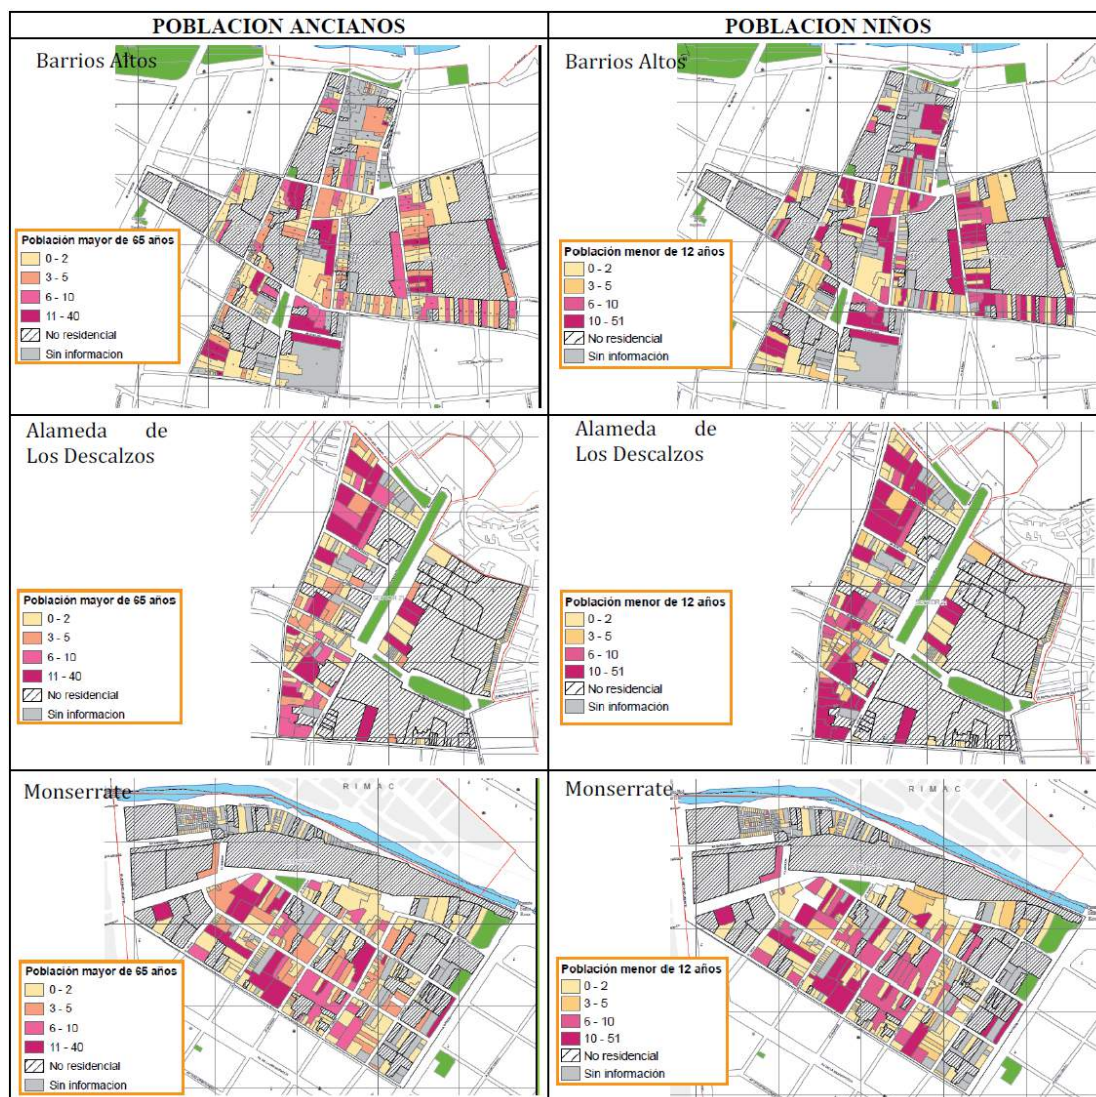 POBLACION ANCIANOS
POBLACION NIÑOS
Barrios Altos
Población mayor de 65 años
0 - 2
3 - 5
6 - 10
11 - 40
No residencial
Sin informacion
Barrios Altos
Población menor de 12 años
0 - 2
3 - 5
6 - 10
10 - 51
No residencial
Sin información
Alameda de
Los Descalzos
Población mayor de 65 años
0 - 2
3 - 5
6 - 10
11 - 40
No residencial
Sin informacion
Alameda de
Los Descalzos
Población menor de 12 años
0 - 2
3 - 5
6 - 10
10 - 51
No residencial
Sin información
Monserrate
RIMAC
Población mayor de 65 años
0 - 2
3 - 5
6 - 10
11 - 40
No residencial
Sin informacion
Monserrate
RIMAC
Población menor de 12 años
0 - 2
3 - 5
6 - 10
10 - 51
No residencial
Sin información